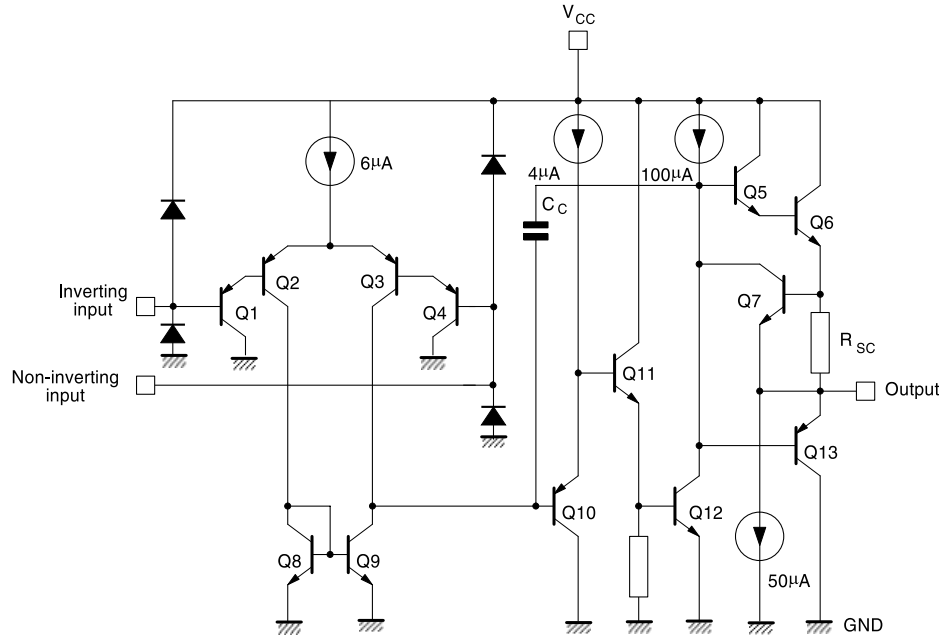 V_CC
6μA
4μA
100μA
C_C
Q5
Q6
Q2
Q3
Q7
Inverting
input
Q1
Q4
R_SC
Non-inverting
input
Q11
Output
Q13
Q10
Q12
Q8
Q9
50μA
GND